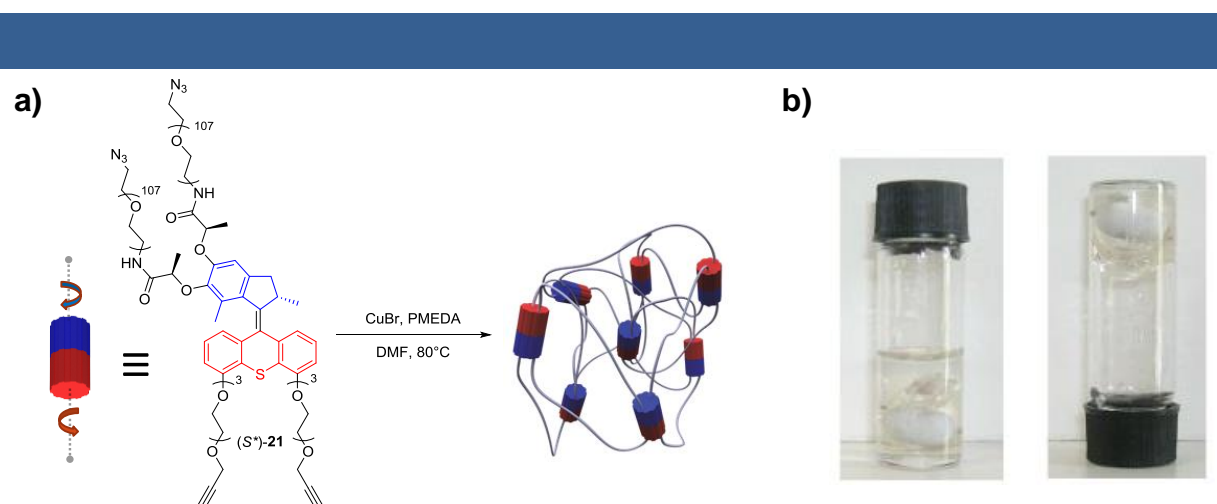 a)
b)
N3
107
O
N3
107
O
NH
O
O
HN
O
O
CuBr, PMEDA
DMF, 80°C
S
3
3
O
O
(S*)-21
O
O